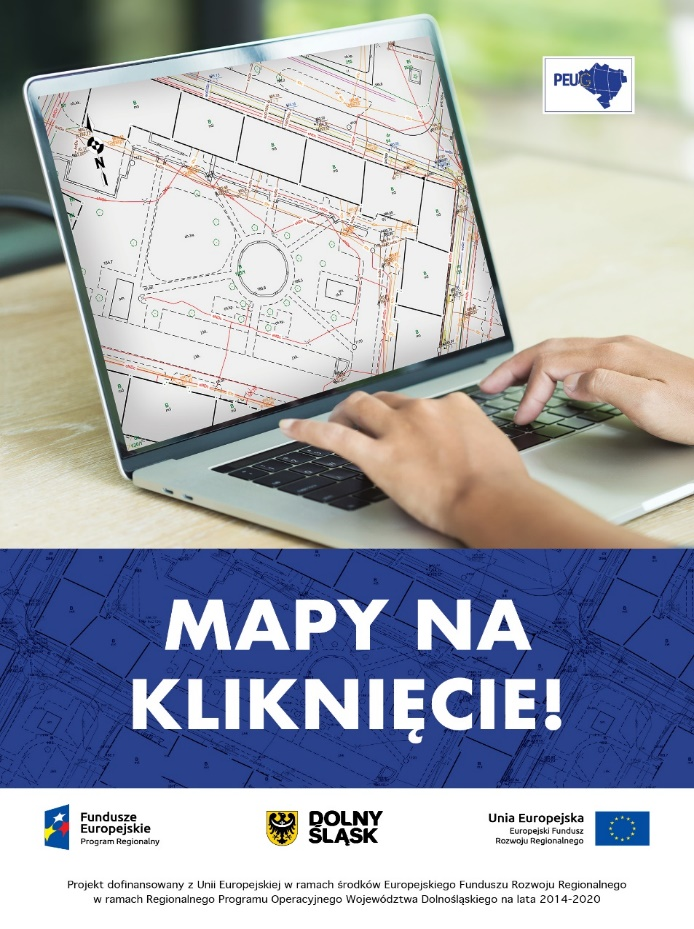 PEUG
N
MAPY NA
KLIKNIĘCIE!
Fundusze
Europejskie
Program Regionalny
DOLNY
ŚLĄSK
Unia Europejska
Europejski Fundusz
Rozwoju Regionalnego
Projekt dofinansowany z Unii Europejskiej w ramach środków Europejskiego Funduszu Rozwoju Regionalnego
w ramach Regionalnego Programu Operacyjnego Województwa Dolnośląskiego na lata 2014-2020